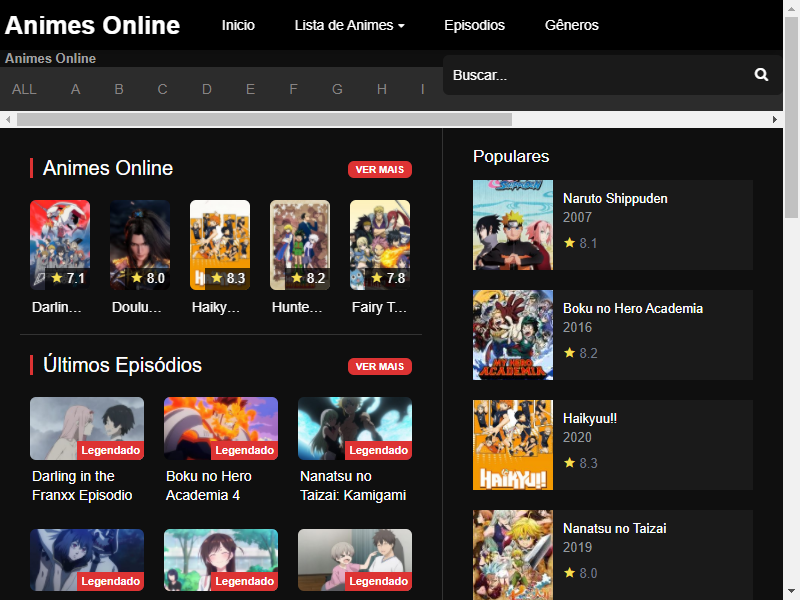 Animes Online
Inicio
Lista de Animes
Episodios
Gêneros
Animes Online
Buscar...
ALL A B C D E F G H I
Animes Online
VER MAIS
7.1
8.0
8.3
8.2
7.8
Darlin...
Doulu...
Haiky...
Hunte...
Fairy T...
Últimos Episódios
VER MAIS
Legendado
Legendado
Legendado
Darling in the
Franxx Episodio
Boku no Hero
Academia 4
Nanatsu no
Taizai: Kamigami
Legendado
Legendado
Legendado
Populares
Naruto Shippuden
2007
8.1
MY HERO
ACADEMIA
Boku no Hero Academia
2016
8.2
HAIKYU!!
Haikyuu!!
2020
8.3
Nanatsu no Taizai
2019
8.0